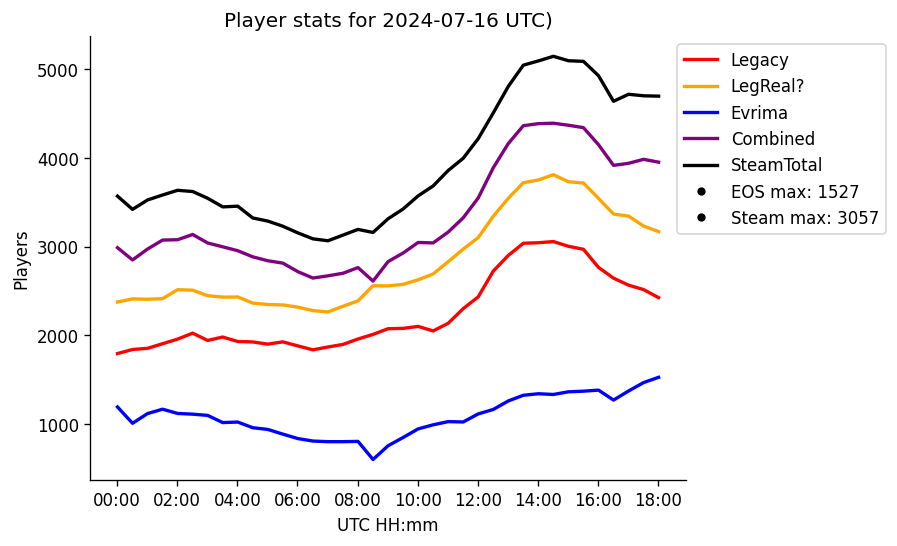 Player stats for 2024-07-16 UTC)
Players
5000
4000
3000
2000
1000
00:00 02:00 04:00 06:00 08:00 10:00 12:00 14:00 16:00 18:00
UTC HH:mm
Legacy
LegReal?
Evrima
Combined
SteamTotal
EOS max: 1527
Steam max: 3057